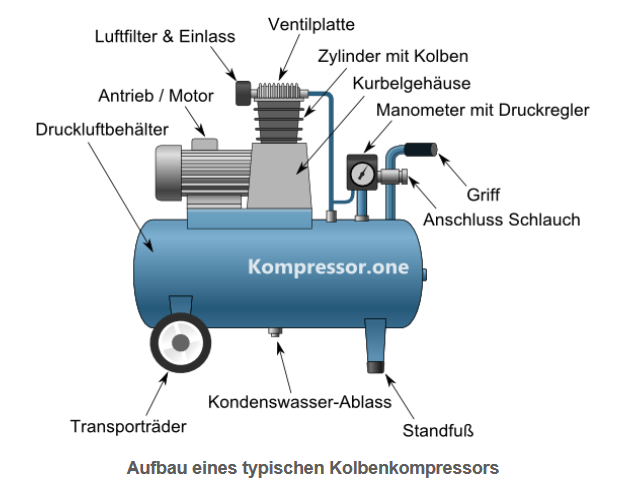 Ventilplatte
Luftfilter & Einlass
Zylinder mit Kolben
Kurbelgehäuse
Antrieb / Motor
Manometer mit Druckregler
Druckluftbehälter
Griff
Anschluss Schlauch
Kompressor.one
Kondenswasser-Ablass
Transporträder
Standfuß
Aufbau eines typischen Kolbenkompressors